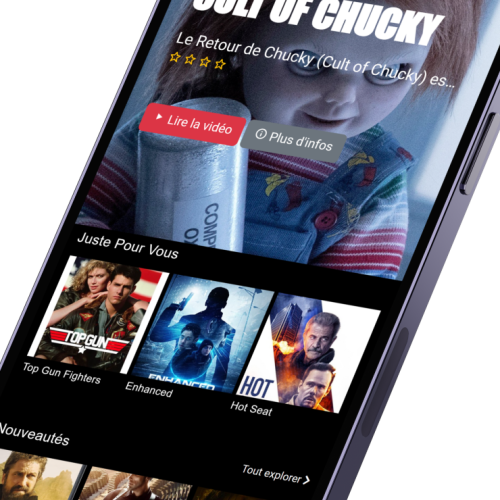 CULT OF CHUCKY
Le Retour de Chucky (Cult of Chucky) es...
Lire la vidéo
Plus d'infos
COMP
OX
Juste Pour Vous
TOP GUN
ENHANCED
HOT
Top Gun Fighters
Enhanced
Hot Seat
Nouveautés
Tout explorer